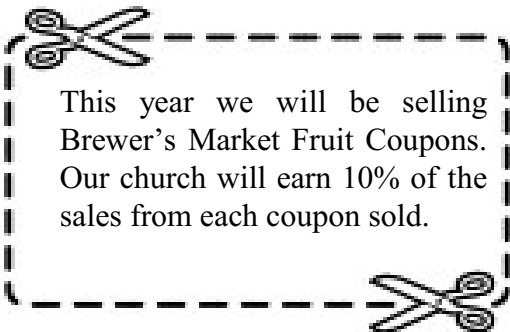 This year we will be selling
Brewer’s Market Fruit Coupons.
Our church will earn 10% of the
sales from each coupon sold.